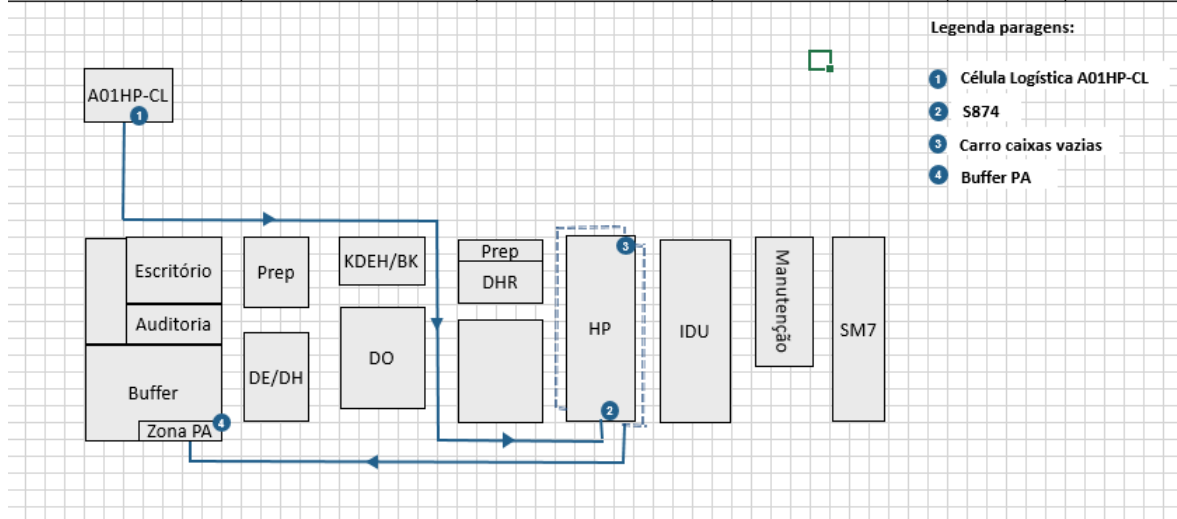 Legenda paragens:
1 Célula Logística A01HP-CL
2 S874
3 Carro caixas vazias
4 Buffer PA
A01HP-CL
1
Escritório
Auditoria
Buffer
Zona PA
4
Prep
DE/DH
KDEH/BK
DO
Prep
DHR
3
HP
2
IDU
Manutenção
SM7